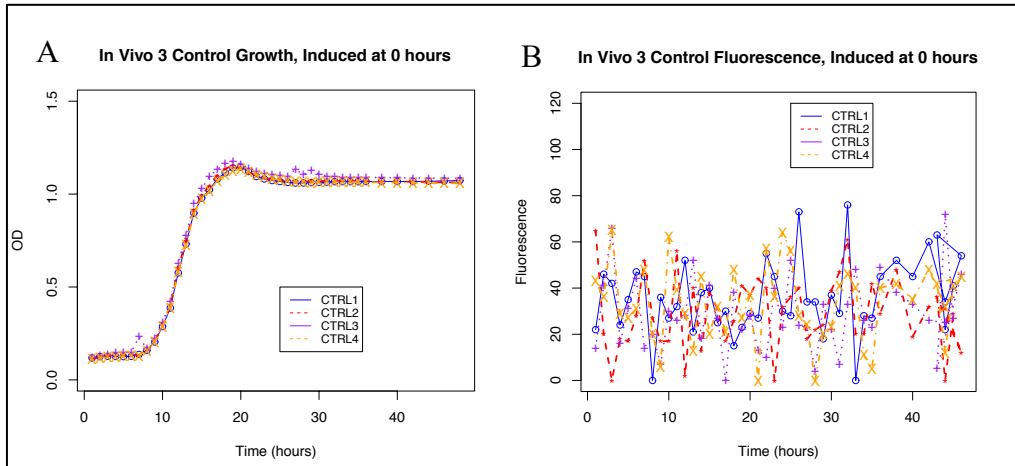 A
In Vivo 3 Control Growth, Induced at 0 hours
1.5
1.0
0.5
0.0
OD
CTRL1
CTRL2
CTRL3
CTRL4
0
10
20
30
40
Time (hours)
B
In Vivo 3 Control Fluorescence, Induced at 0 hours
120
100
80
60
40
20
0
Fluorescence
CTRL1
CTRL2
CTRL3
CTRL4
0
10
20
30
40
Time (hours)